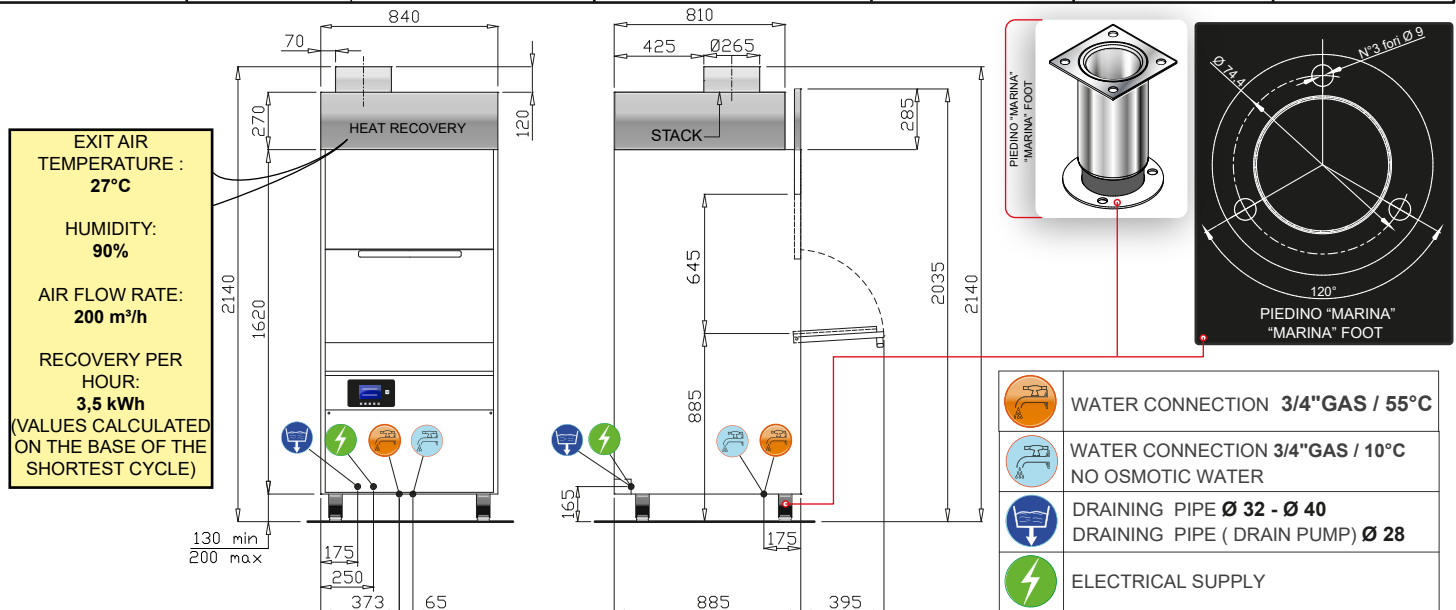 840
70
270
120
2140
1620
HEAT RECOVERY
EXIT AIR
TEMPERATURE :
27°C
HUMIDITY:
90%
AIR FLOW RATE:
200 m³/h
RECOVERY PER
HOUR:
3,5 kWh
(VALUES CALCULATED
ON THE BASE OF THE
SHORTEST CYCLE)
130 min
200 max
175
250
373
65
810
425
Ø265
STACK
285
645
885
2035
2140
165
175
885
395
PIEDINO "MARINA"
"MARINA" FOOT
N°3 fori Ø 9
Ø 74,4
120°
PIEDINO “MARINA”
“MARINA” FOOT
WATER CONNECTION 3/4"GAS / 55°C
WATER CONNECTION 3/4"GAS / 10°C
NO OSMOTIC WATER
DRAINING PIPE Ø 32 - Ø 40
DRAINING PIPE ( DRAIN PUMP) Ø 28
ELECTRICAL SUPPLY